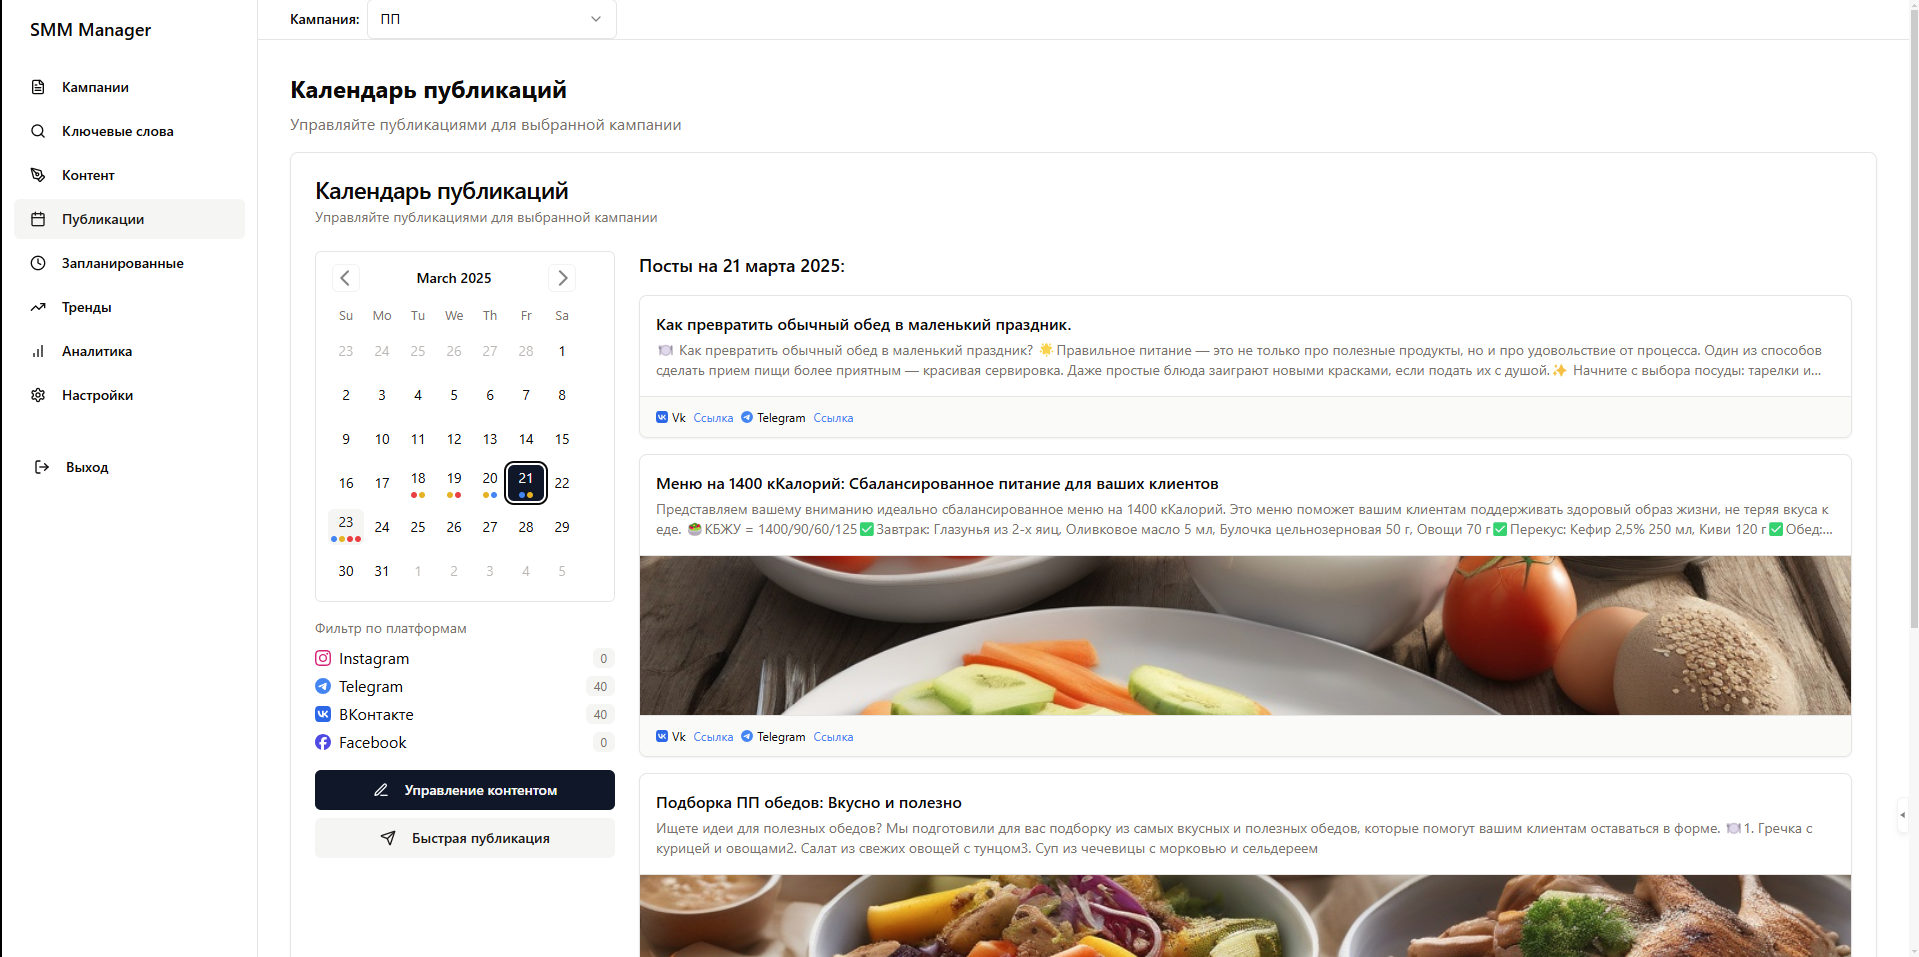 SMM Manager
Кампании
Ключевые слова
Контент
Публикации
Запланированные
Тренды
Аналитика
Настройки
Выход
Кампания: ПП
Календарь публикаций
Управляйте публикациями для выбранной кампании
Календарь публикаций
Управляйте публикациями для выбранной кампании
March 2025
Su Mo Tu We Th Fr Sa
23 24 25 26 27 28 1
2 3 4 5 6 7 8
9 10 11 12 13 14 15
16 17 18 19 20 21 22
23 24 25 26 27 28 29
30 31 1 2 3 4 5
Фильтр по платформам
Instagram 0
Telegram 40
ВКонтакте 40
Facebook 0
Управление контентом
Быстрая публикация
Посты на 21 марта 2025:
Как превратить обычный обед в маленький праздник.
🍽️ Как превратить обычный обед в маленький праздник? 🌟Правильное питание — это не только про полезные продукты, но и про удовольствие от процесса. Один из способов
сделать прием пищи более приятным — красивая сервировка. Даже простые блюда заиграют новыми красками, если подать их с душой.✨ Начните с выбора посуды: тарелки и...
Vk Ссылка Telegram Ссылка
Меню на 1400 кКалорий: Сбалансированное питание для ваших клиентов
Представляем вашему вниманию идеально сбалансированное меню на 1400 кКалорий. Это меню поможет вашим клиентам поддерживать здоровый образ жизни, не теряя вкуса к
еде. 🥗КБЖУ = 1400/90/60/125✅Завтрак: Глазунья из 2-х яиц, Оливковое масло 5 мл, Булочка цельнозерновая 50 г, Овощи 70 г✅Перекус: Кефир 2,5% 250 мл, Киви 120 г✅Обед:...
Vk Ссылка Telegram Ссылка
Подборка ПП обедов: Вкусно и полезно
Ищете идеи для полезных обедов? Мы подготовили для вас подборку из самых вкусных и полезных обедов, которые помогут вашим клиентам оставаться в форме. 🍽️1. Гречка с
курицей и овощами2. Салат из свежих овощей с тунцом3. Суп из чечевицы с морковью и сельдереем